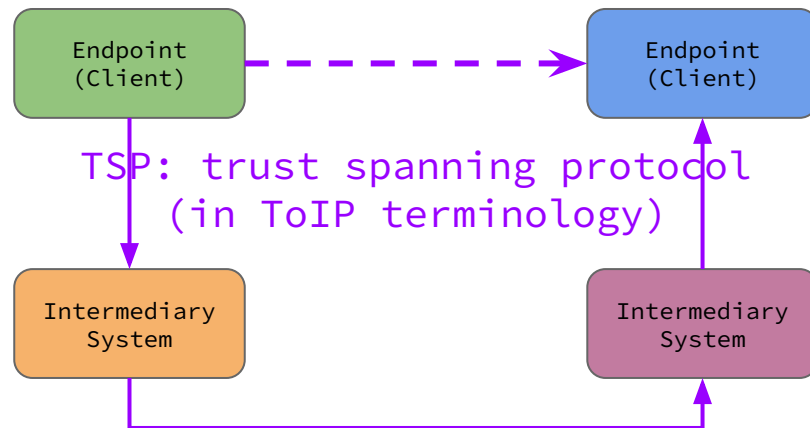 Endpoint
(Client)
Endpoint
(Client)
TSP: trust spanning protocol
(in ToIP terminology)
Intermediary
System
Intermediary
System